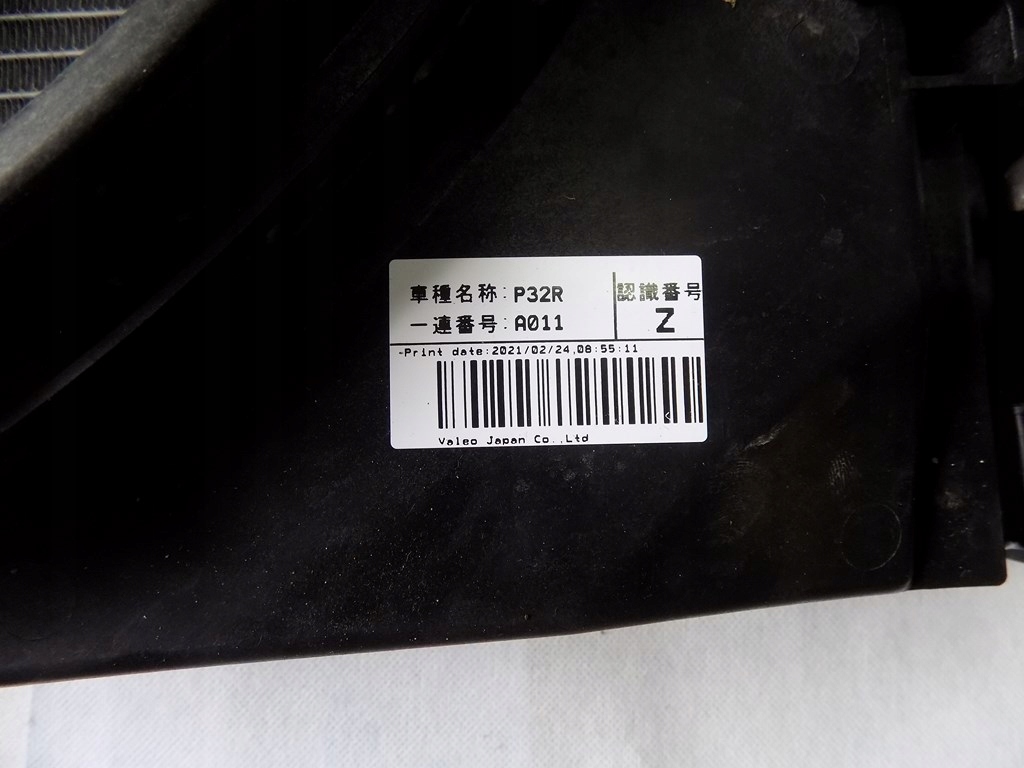 車種名称:P32R
一連番号:A011
認識番号
Z
-Print date:2021/02/24,08:55:11
Valeo Japan Co.,Ltd